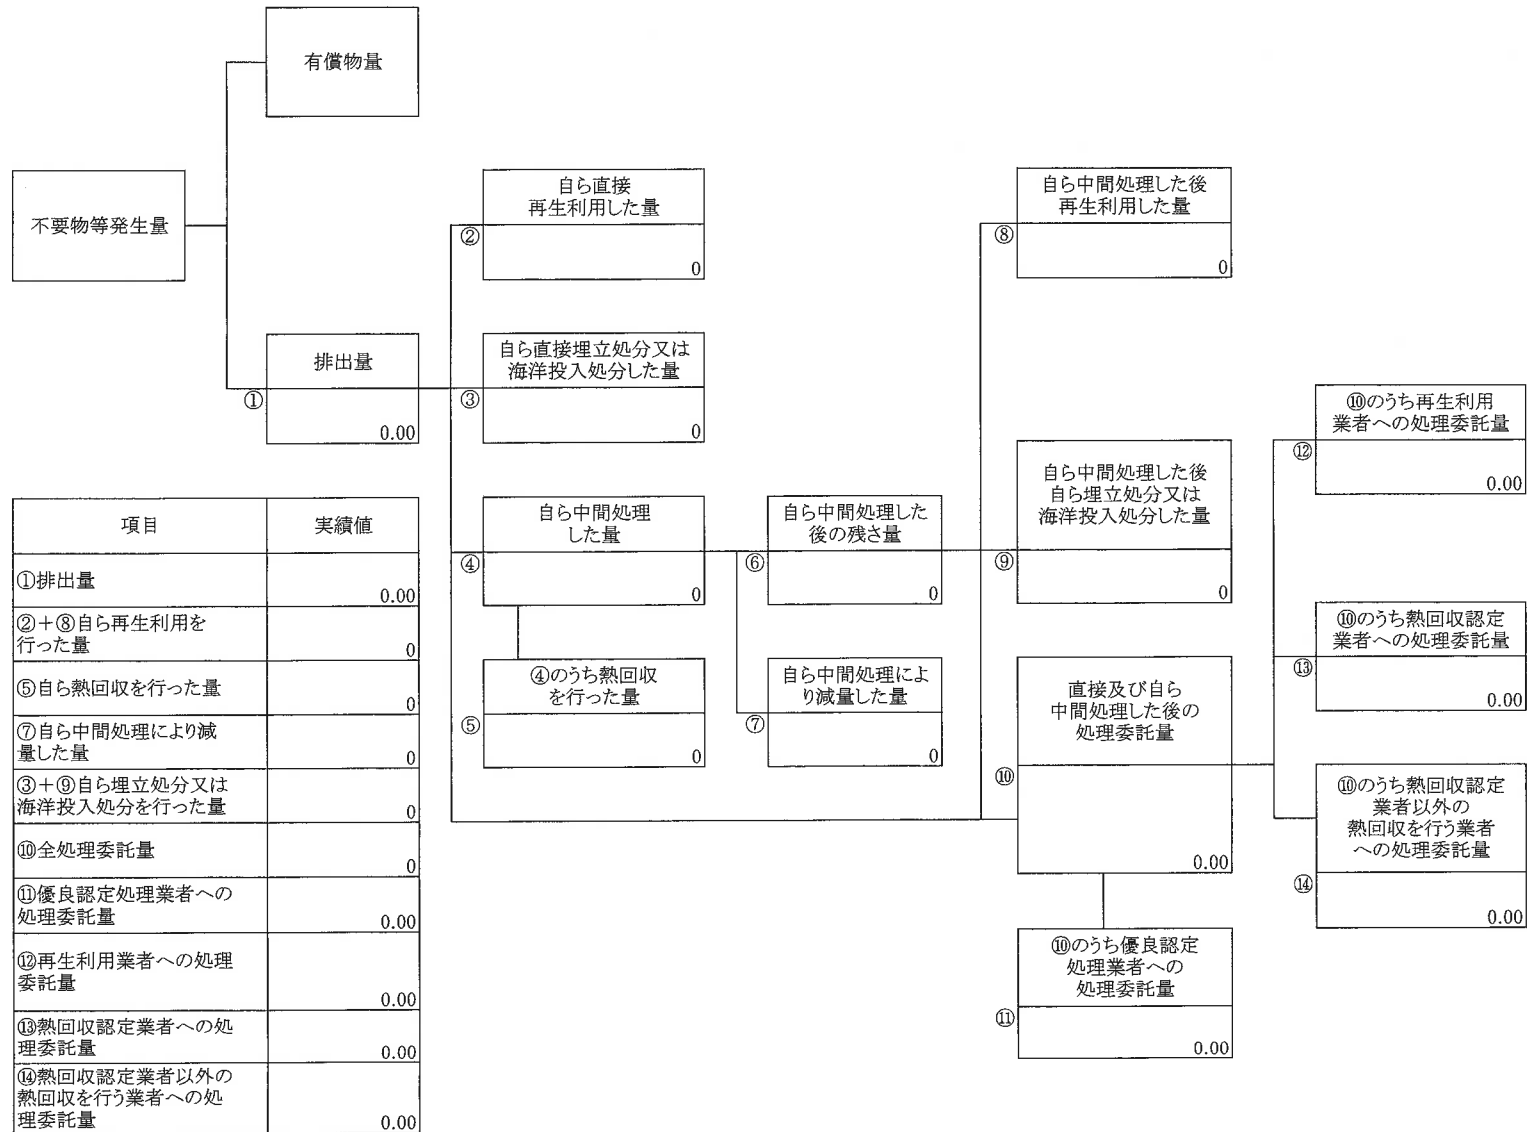 有償物量
不要物等発生量
排出量
①
0.00
自ら直接
再生利用した量
②
0
自ら直接埋立処分又は
海洋投入処分した量
③
0
自ら中間処理
した量
④
0
④のうち熱回収
を行った量
⑤
0
自ら中間処理した
後の残さ量
⑥
0
自ら中間処理によ
り減量した量
⑦
0
自ら中間処理した後
再生利用した量
⑧
0
自ら中間処理した後
自ら埋立処分又は
海洋投入処分した量
⑨
0
直接及び自ら
中間処理した後の
処理委託量
⑩
0.00
⑩のうち優良認定
処理業者への
処理委託量
⑪
0.00
⑩のうち再生利用
業者への処理委託量
⑫
0.00
⑩のうち熱回収認定
業者への処理委託量
⑬
0.00
⑩のうち熱回収認定
業者以外の
熱回収を行う業者
への処理委託量
⑭
0.00
項目 実績値
①排出量
0.00
②+⑧自ら再生利用を
行った量
0
⑤自ら熱回収を行った量
0
⑦自ら中間処理により減
量した量
0
③+⑨自ら埋立処分又は
海洋投入処分を行った量
0
⑩全処理委託量
0
⑪優良認定処理業者への
処理委託量
0.00
⑫再生利用業者への処理
委託量
0.00
⑬熱回収認定業者への処
理委託量
0.00
⑭熱回収認定業者以外の
熱回収を行う業者への処
理委託量
0.00